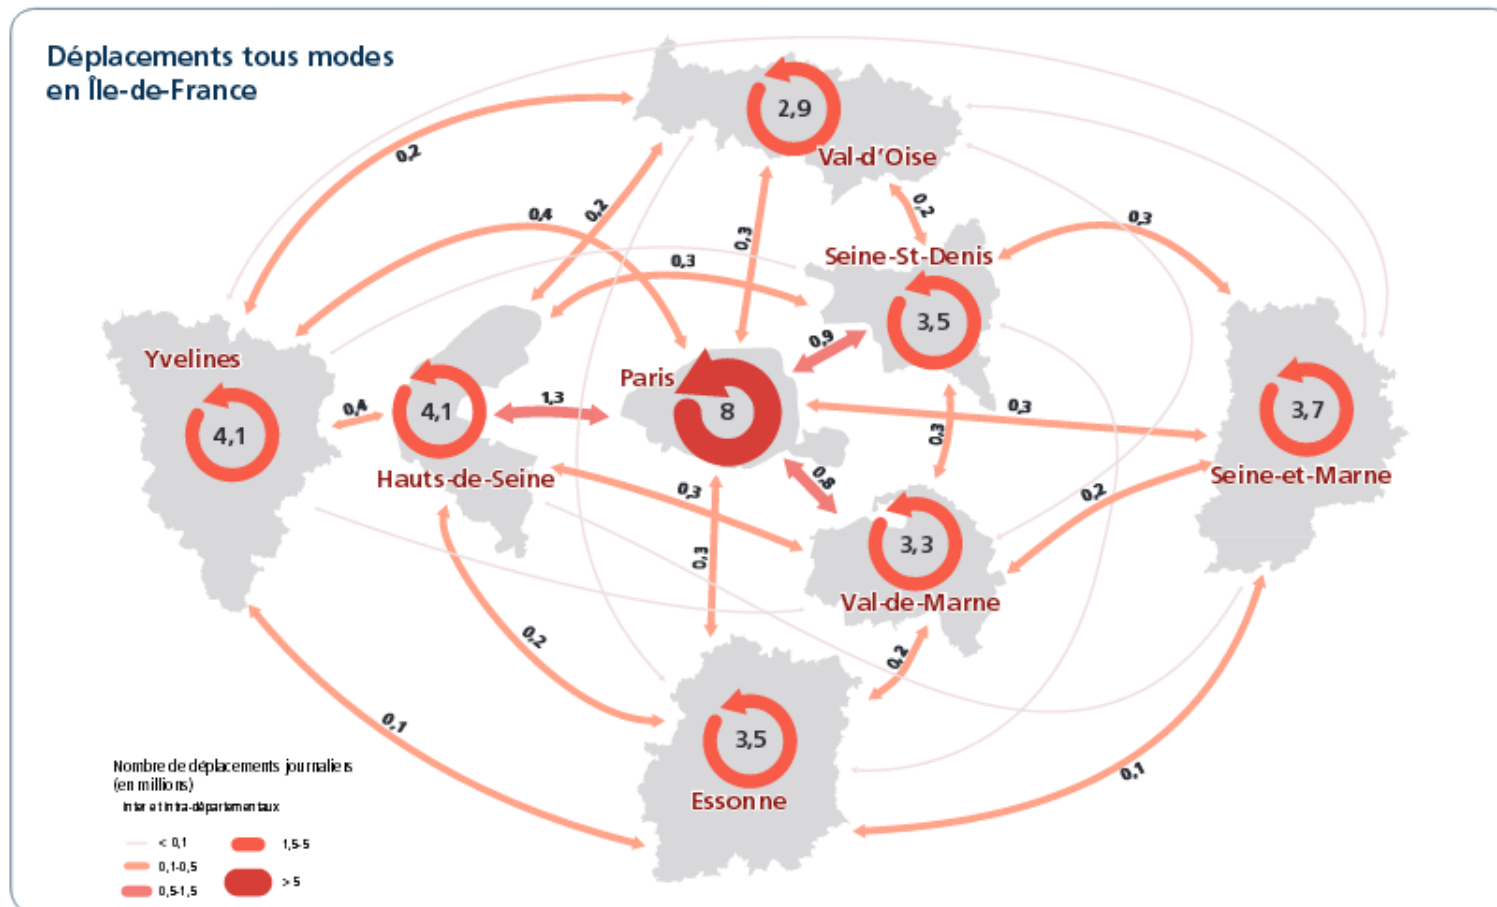 Déplacements tous modes
en Île-de-France
2,9
Val-d'Oise
0,2
0,2
0,4
0,3
0,2
0,3
0,3
Seine-St-Denis
3,5
0,9
Yvelines
4,1
0,4
4,1
Hauts-de-Seine
1,3
Paris
8
0,3
3,7
Seine-et-Marne
0,3
0,8
0,3
0,2
3,3
Val-de-Marne
0,3
0,2
0,2
3,5
Essonne
0,1
0,1
Nombre de déplacements journaliers
(en millions)
Inter et intra-départementaux
< 0,1
0,1-0,5
0,5-1,5
1,5-5
> 5